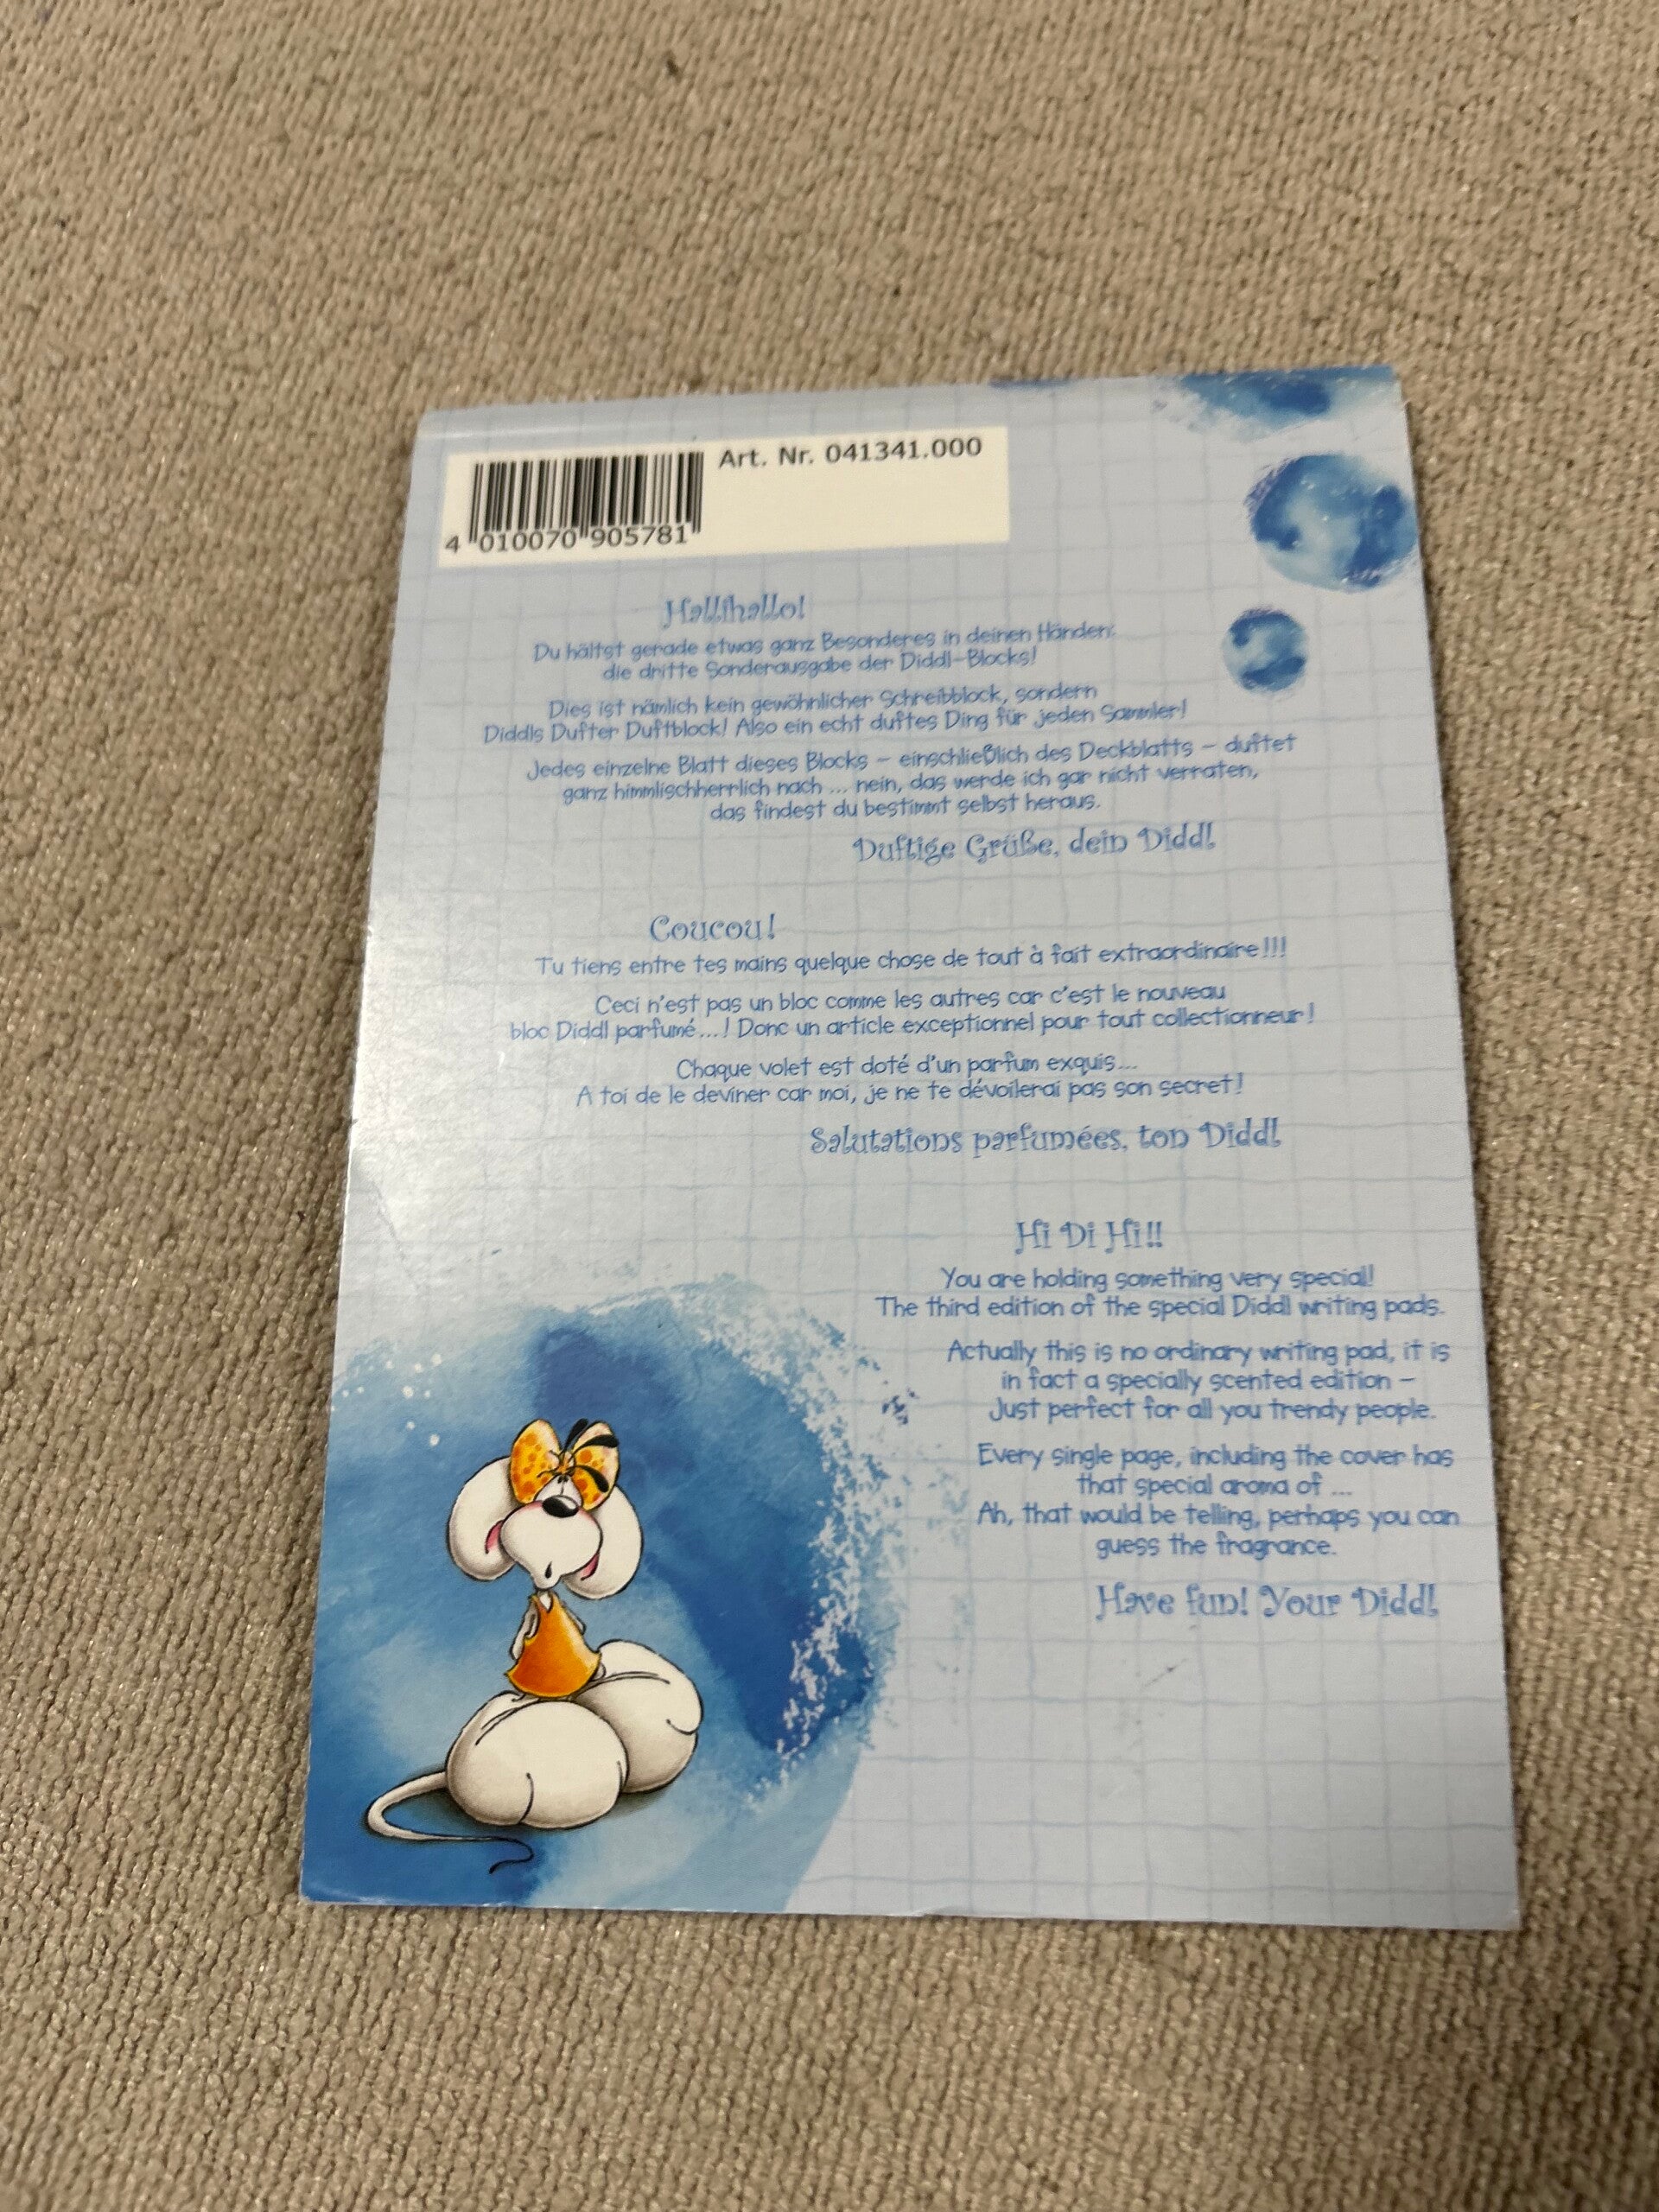 Art. Nr. 041341.000
4 010070 905781
Hallihallo!
Du hältst gerade etwas ganz Besonderes in deinen Händen:
die dritte Sonderausgabe der Diddl-Blocks!
Dies ist nämlich kein gewöhnlicher Schreibblock, sondern
Diddls Dufter Duftblock! Also ein echt duftes Ding für jeden Sammler!
Jedes einzelne Blatt dieses Blocks – einschließlich des Deckblatts – duftet
ganz himmlischherrlich nach ... nein, das werde ich gar nicht verraten,
das findest du bestimmt selbst heraus.
Duftige Grüße, dein Diddl
Coucou!
Tu tiens entre tes mains quelque chose de tout à fait extraordinaire!!!
Ceci n'est pas un bloc comme les autres car c'est le nouveau
bloc Diddl parfumé...! Donc un article exceptionnel pour tout collectionneur!
Chaque volet est doté d'un parfum exquis...
A toi de le deviner car moi, je ne te dévoilerai pas son secret!
Salutations parfumées, ton Diddl
Hi Di Hi!!
You are holding something very special!
The third edition of the special Diddl writing pads.
Actually this is no ordinary writing pad, it is
in fact a specially scented edition –
Just perfect for all you trendy people.
Every single page, including the cover has
that special aroma of ...
Ah, that would be telling, perhaps you can
guess the fragrance.
Have fun! Your Diddl